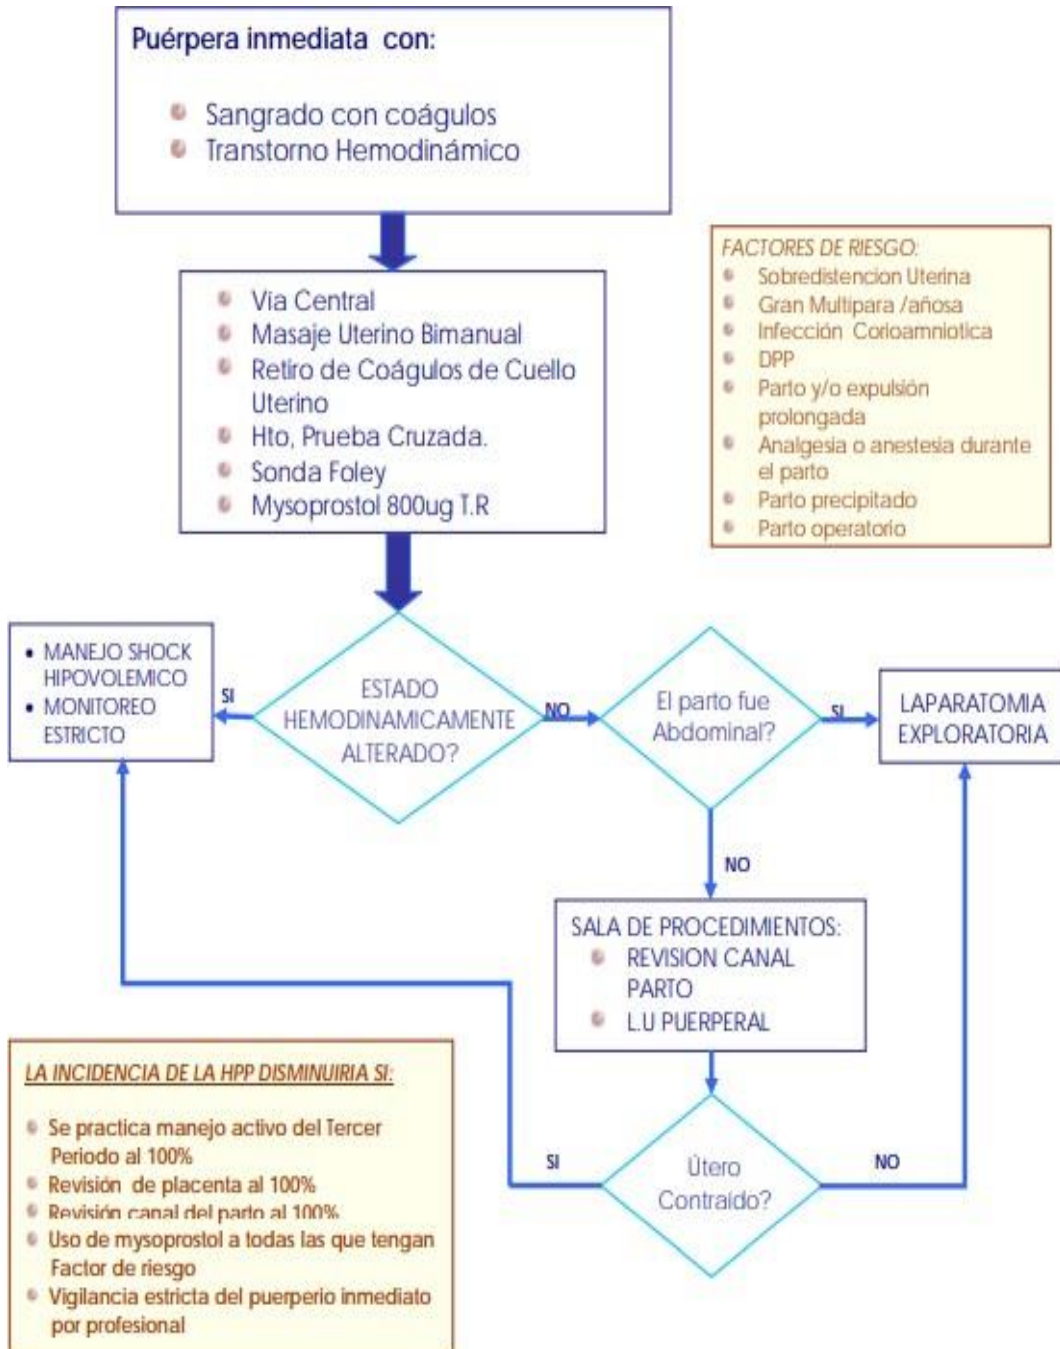 Puérpera inmediata con:
Sangrado con coágulos
Transtorno Hemodinámico
Via Central
Masaje Uterino Bimanual
Retiro de Coágulos de Cuello
Uterino
Hto, Prueba Cruzada.
Sonda Foley
Mysoprostol 800ug T.R
FACTORES DE RIESGO:
Sobredistencion Uterina
Gran Multipara /añosa
Infección Corioamniotica
DPP
Parto y/o expulsión
prolongada
Analgesia o anestesia durante
el parto
Parto precipitado
Parto operatorio
MANEJO SHOCK
HIPOVOLEMICO
MONITOREO
ESTRICTO
SI
ESTADO
HEMODINAMICAMENTE
ALTERADO?
NO
El parto fue
Abdominal?
SI
LAPARATOMIA
EXPLORATORIA
NO
SALA DE PROCEDIMIENTOS:
REVISION CANAL
PARTO
L.U PUERPERAL
SI
Útero
Contraido?
NO
LA INCIDENCIA DE LA HPP DISMINUIRIA SI:
Se practica manejo activo del Tercer
Periodo al 100%
Revisión de placenta al 100%
Revisión canal del parto al 100%
Uso de mysoprostol a todas las que tengan
Factor de riesgo
Vigilancia estricta del puerperio inmediato
por profesional